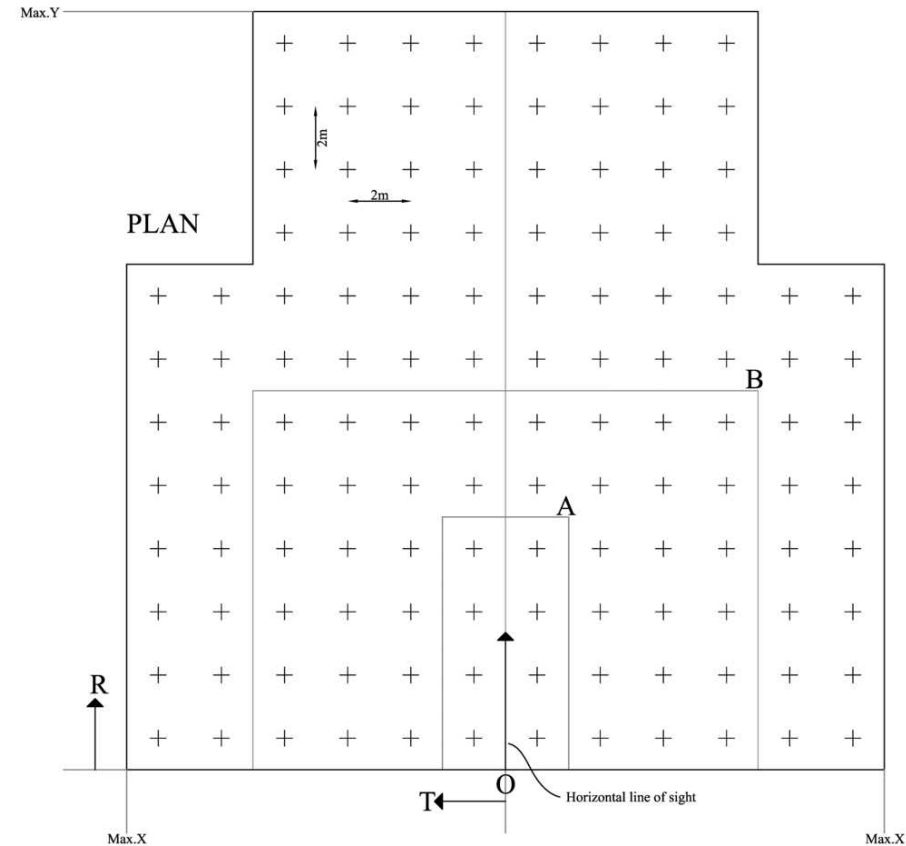 Max.Y
2m
2m
PLAN
B
A
R
O
T
Horizontal line of sight
Max.X
Max.X